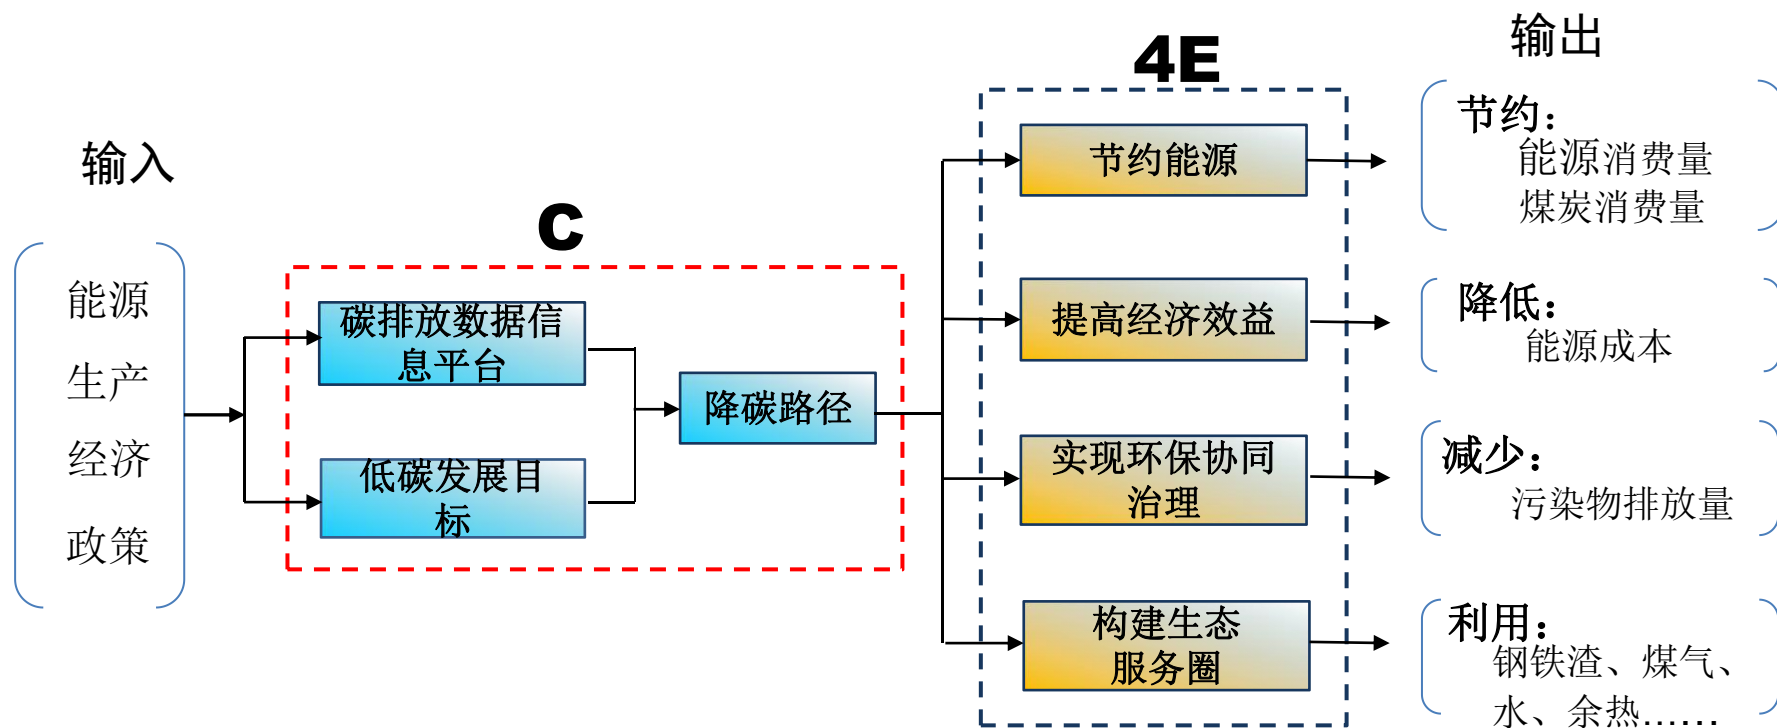 输入
能源
生产
经济
政策
C
碳排放数据信
息平台
低碳发展目
标
降碳路径
4E
节约能源
提高经济效益
实现环保协同
治理
构建生态
服务圈
输出
节约：
能源消费量
煤炭消费量
降低：
能源成本
减少：
污染物排放量
利用：
钢铁渣、煤气、
水、余热……